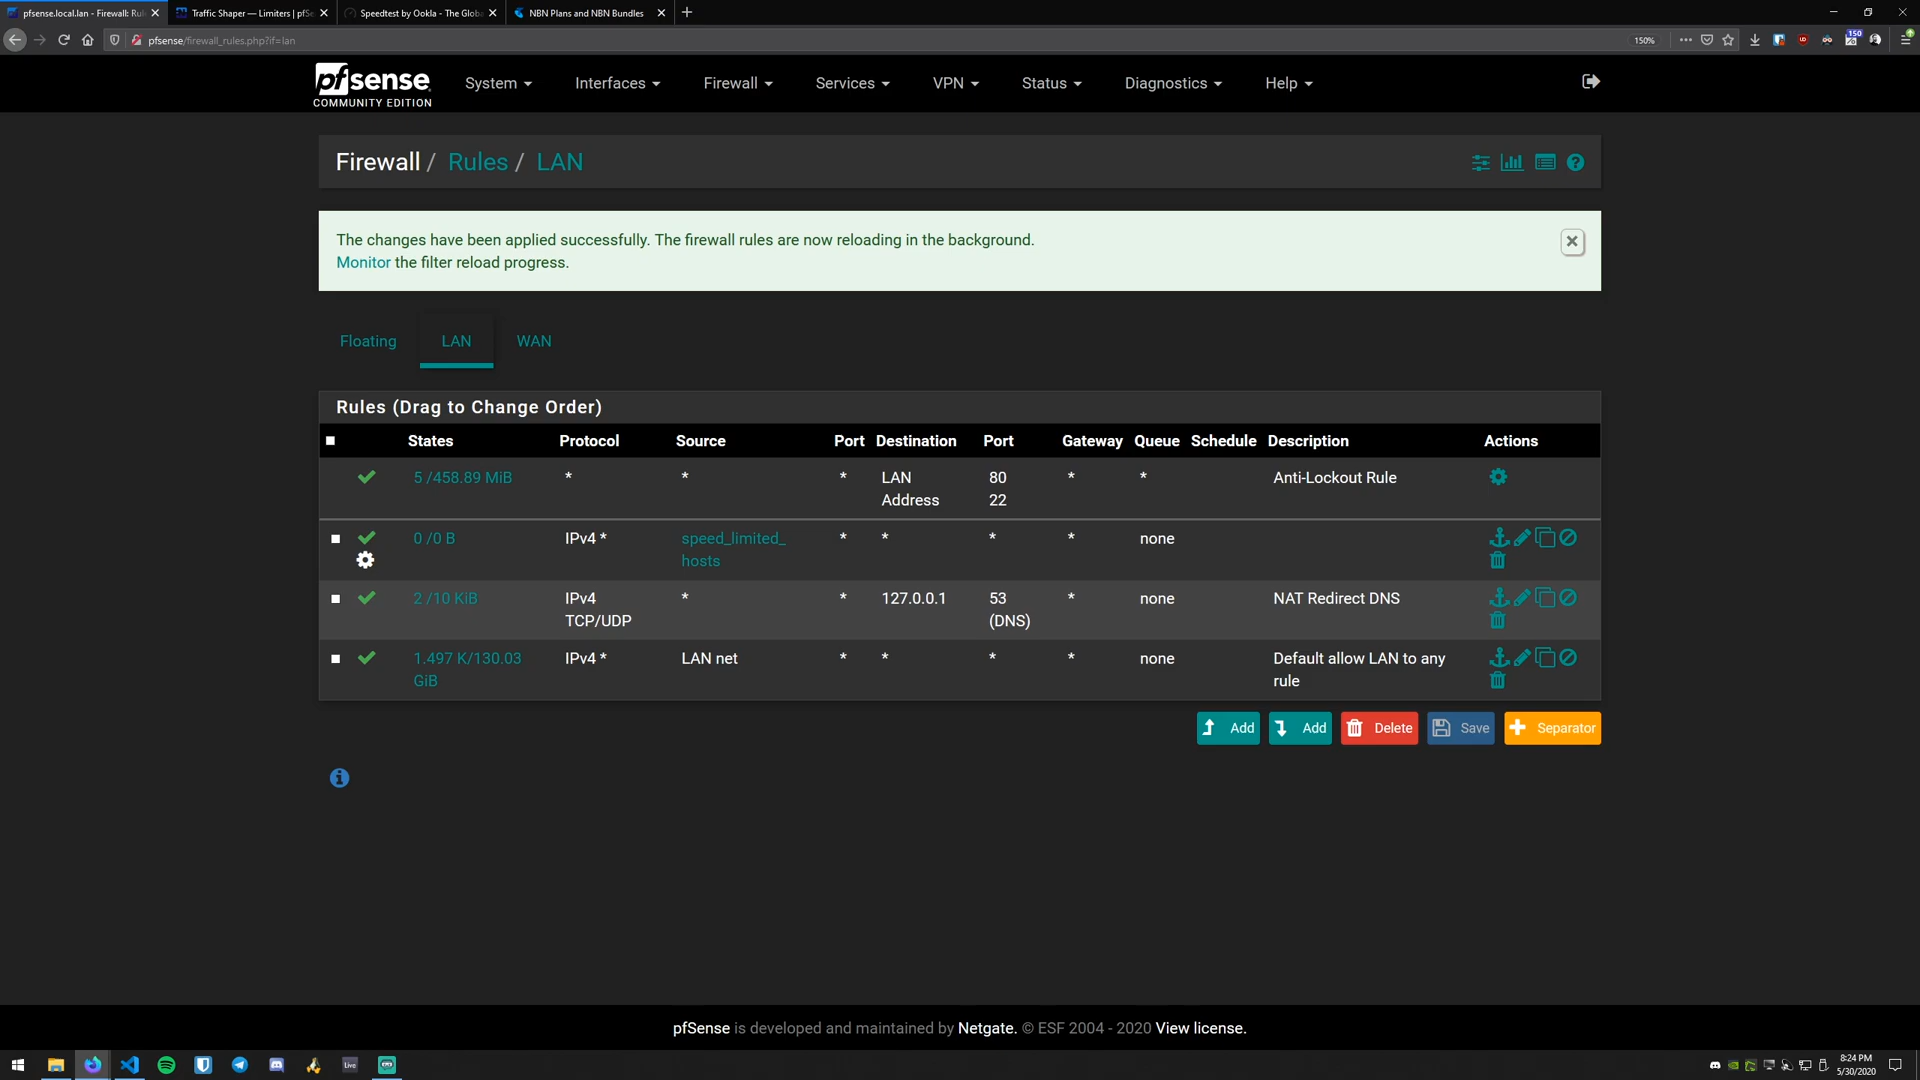 pfsense.local.lan - Firewall: Rul
Traffic Shaper — Limiters | pfSe
Speedtest by Ookla - The Globa
NBN Plans and NBN Bundles
pfsense/firewall_rules.php?if=lan
150%
150
pfsense
COMMUNITY EDITION
System
Interfaces
Firewall
Services
VPN
Status
Diagnostics
Help
Firewall / Rules / LAN
The changes have been applied successfully. The firewall rules are now reloading in the background.
Monitor the filter reload progress.
Floating
LAN
WAN
Rules (Drag to Change Order)
States Protocol Source Port Destination Port Gateway Queue Schedule Description Actions
5 /458.89 MiB * * * LAN 80 * * Anti-Lockout Rule
Address 22
0 /0 B IPv4 * speed_limited_ * * * * none
hosts
2 /10 KiB IPv4 * * 127.0.0.1 53 * none NAT Redirect DNS
TCP/UDP (DNS)
1.497 K/130.03 IPv4 * LAN net * * * * none Default allow LAN to any
GiB rule
Add
Add
Delete
Save
Separator
pfSense is developed and maintained by Netgate. © ESF 2004 - 2020 View license.
Live
8:24 PM
5/30/2020